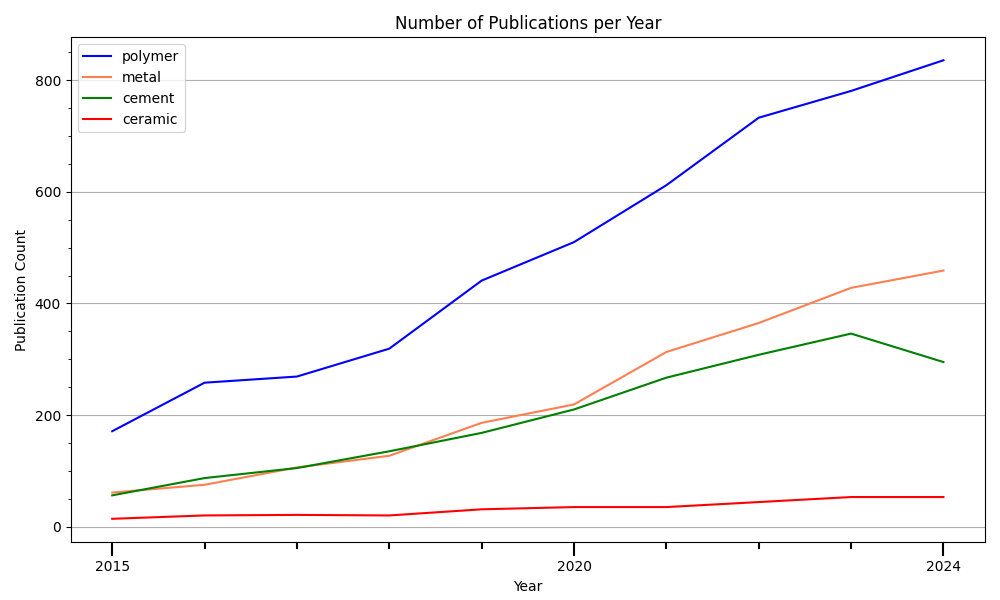 Number of Publications per Year
polymer
metal
cement
ceramic
Publication Count
800
600
400
200
0
2015
2020
2024
Year